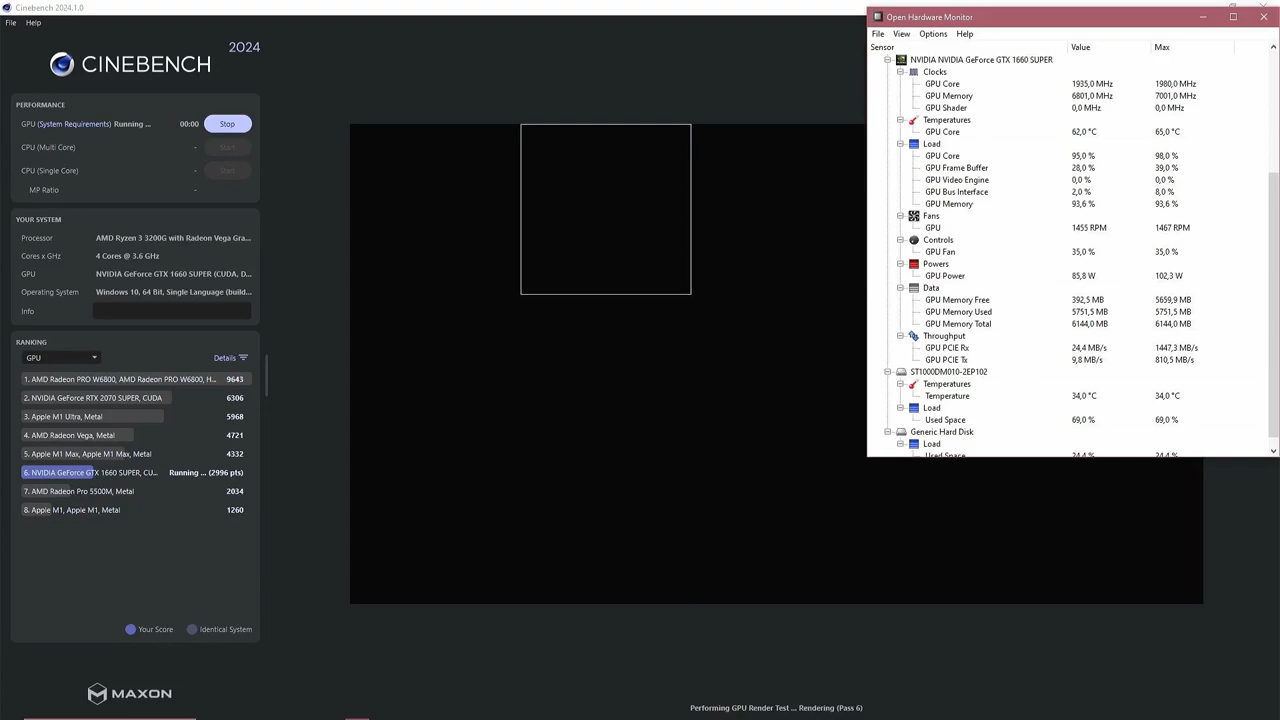 Cinebench 2024.1.0
File Help
CINEBENCH 2024
PERFORMANCE
GPU (System Requirements) Running ... 00:00 Stop
CPU (Multi Core) - Start
CPU (Single Core) - Start
MP Ratio -
YOUR SYSTEM
Processor AMD Ryzen 3 3200G with Radeon Vega Gra...
Cores x GHz 4 Cores @ 3.6 GHz
GPU NVIDIA GeForce GTX 1660 SUPER (CUDA, D...
Operating System Windows 10, 64 Bit, Single Language (build...
Info
RANKING
GPU Details
1. AMD Radeon PRO W6800, AMD Radeon PRO W6800, H... 9643
2. NVIDIA GeForce RTX 2070 SUPER, CUDA 6306
3. Apple M1 Ultra, Metal 5968
4. AMD Radeon Vega, Metal 4721
5. Apple M1 Max, Apple M1 Max, Metal 4332
6. NVIDIA GeForce GTX 1660 SUPER, CU... Running ... (2996 pts)
7. AMD Radeon Pro 5500M, Metal 2034
8. Apple M1, Apple M1, Metal 1260
Your Score Identical System
MAXON
Performing GPU Render Test ... Rendering (Pass 6)
Open Hardware Monitor
File View Options Help
Sensor Value Max
NVIDIA NVIDIA GeForce GTX 1660 SUPER
Clocks
GPU Core 1935,0 MHz 1980,0 MHz
GPU Memory 6801,0 MHz 7001,0 MHz
GPU Shader 0,0 MHz 0,0 MHz
Temperatures
GPU Core 62,0 °C 65,0 °C
Load
GPU Core 95,0 % 98,0 %
GPU Frame Buffer 28,0 % 39,0 %
GPU Video Engine 0,0 % 0,0 %
GPU Bus Interface 2,0 % 8,0 %
GPU Memory 93,6 % 93,6 %
Fans
GPU 1455 RPM 1467 RPM
Controls
GPU Fan 35,0 % 35,0 %
Powers
GPU Power 85,8 W 102,3 W
Data
GPU Memory Free 392,5 MB 5659,9 MB
GPU Memory Used 5751,5 MB 5751,5 MB
GPU Memory Total 6144,0 MB 6144,0 MB
Throughput
GPU PCIE Rx 24,4 MB/s 1447,3 MB/s
GPU PCIE Tx 9,8 MB/s 810,5 MB/s
ST1000DM010-2EP102
Temperatures
Temperature 34,0 °C 34,0 °C
Load
Used Space 69,0 % 69,0 %
Generic Hard Disk
Load
Used Space 24,4 % 24,4 %